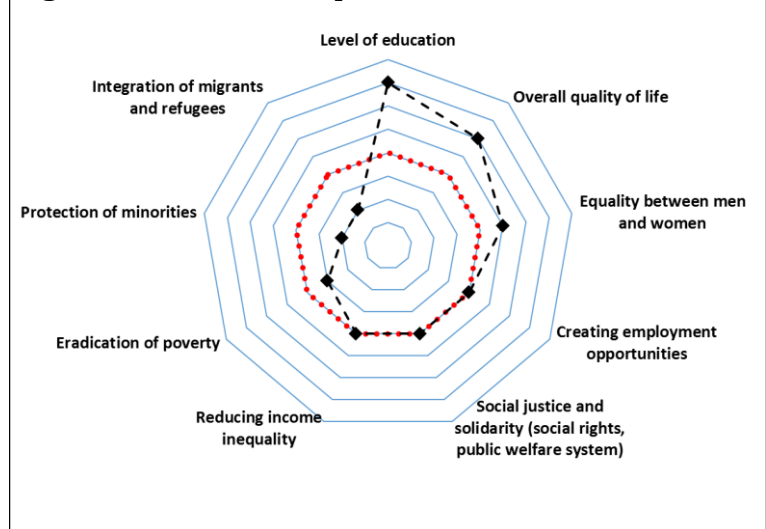 Level of education
Integration of migrants
and refugees
Overall quality of life
Protection of minorities
Equality between men
and women
Eradication of poverty
Creating employment
opportunities
Reducing income
inequality
Social justice and
solidarity (social rights,
public welfare system)